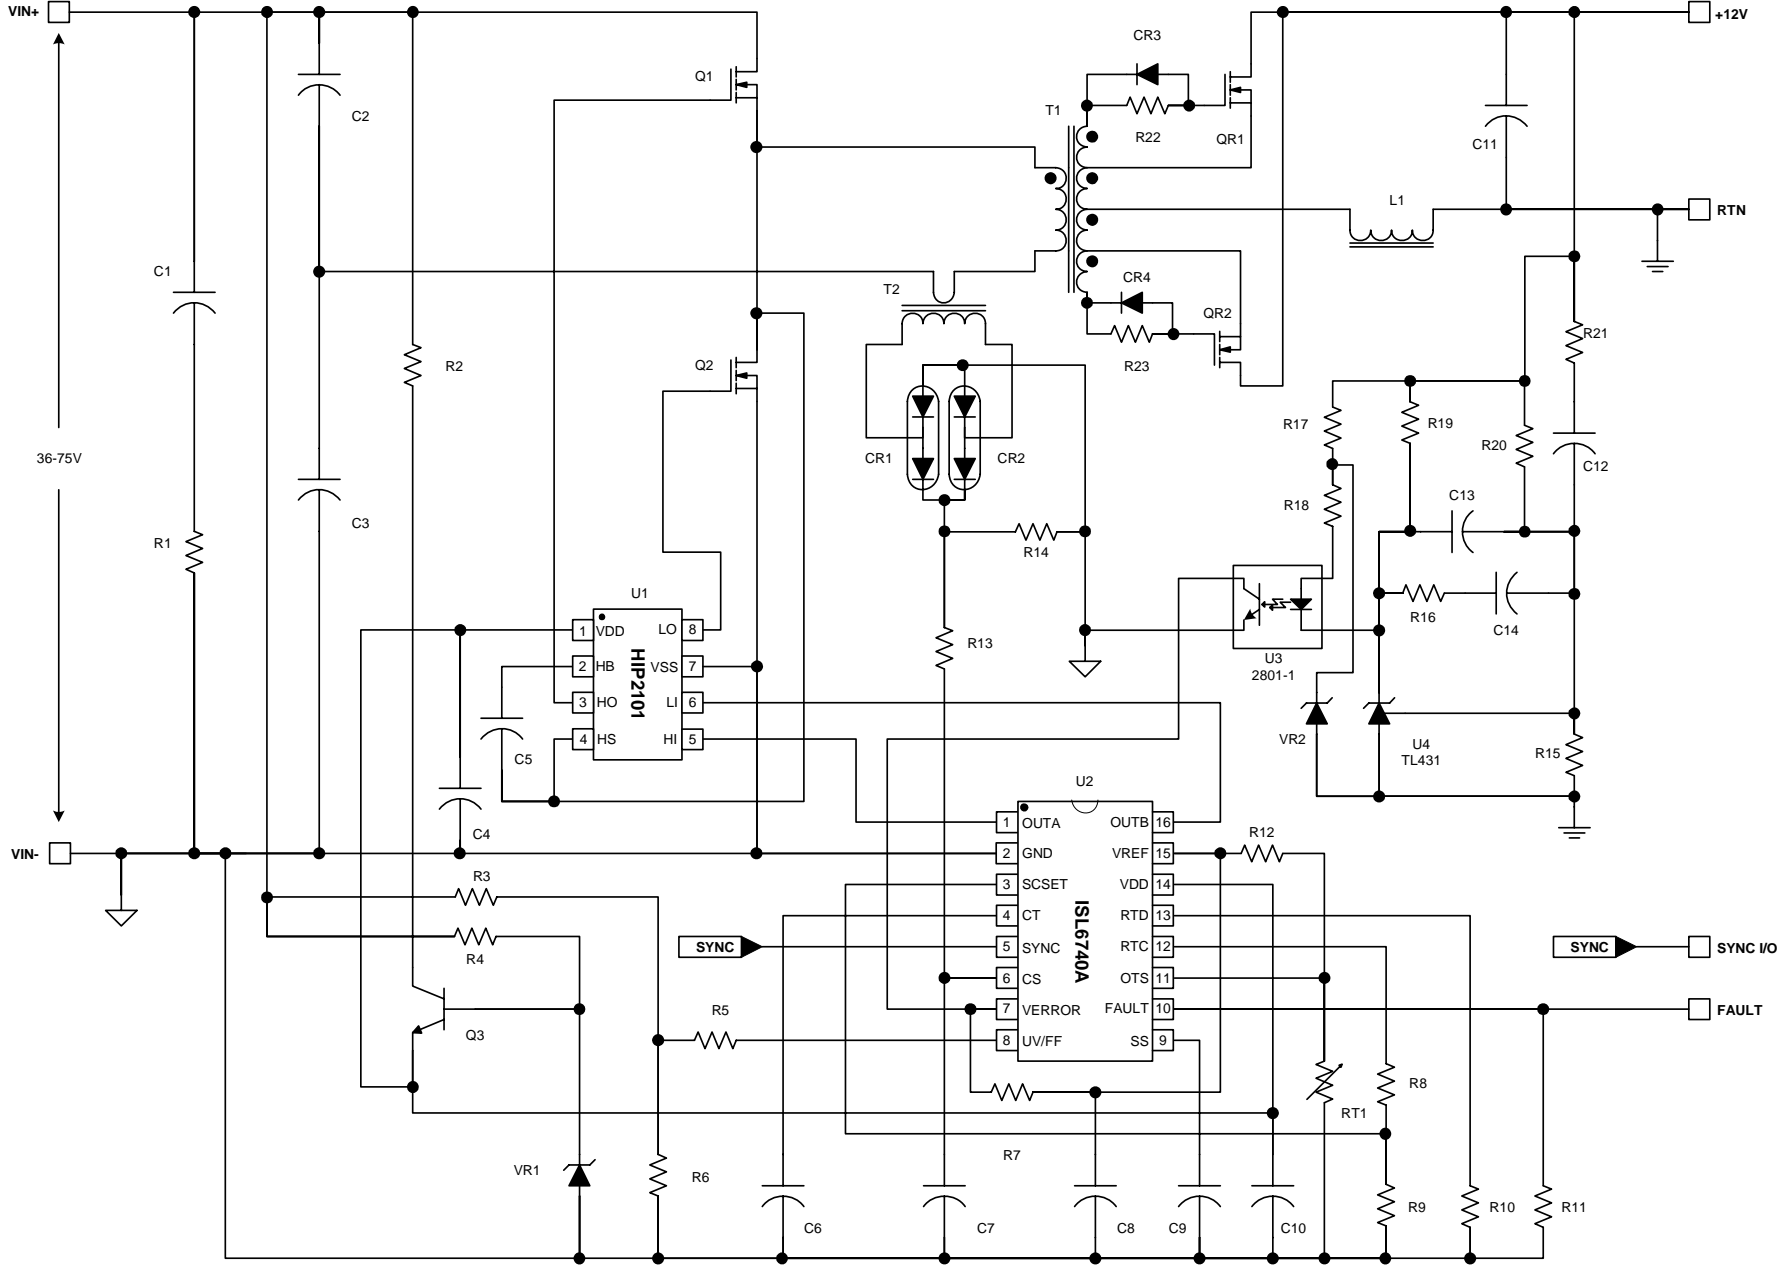 VIN+
+12V
CR3
Q1
T1
C2
R22
QR1
C11
L1
RTN
C1
CR4
T2
QR2
R2
Q2
R23
R21
R17
R19
R20
36-75V
CR1
CR2
C12
C13
R18
C3
R1
R14
U1
R16
C14
1 VDD
LO 8
R13
U3
2801-1
2 HB
VSS 7
HIP2101
3 HO
LI 6
4 HS
HI 5
C5
VR2
U4
TL431
R15
U2
C4
1 OUTA
OUTB 16
R12
VIN-
2 GND
VREF 15
R3
3 SCSET
VDD 14
4 CT
RTD 13
ISL6740A
R4
SYNC
5 SYNC
RTC 12
SYNC
SYNC I/O
6 CS
OTS 11
R5
7 VERROR
FAULT 10
FAULT
Q3
8 UV/FF
SS 9
R8
RT1
R7
VR1
R6
C6
C7
C8
C9
C10
R9
R10
R11